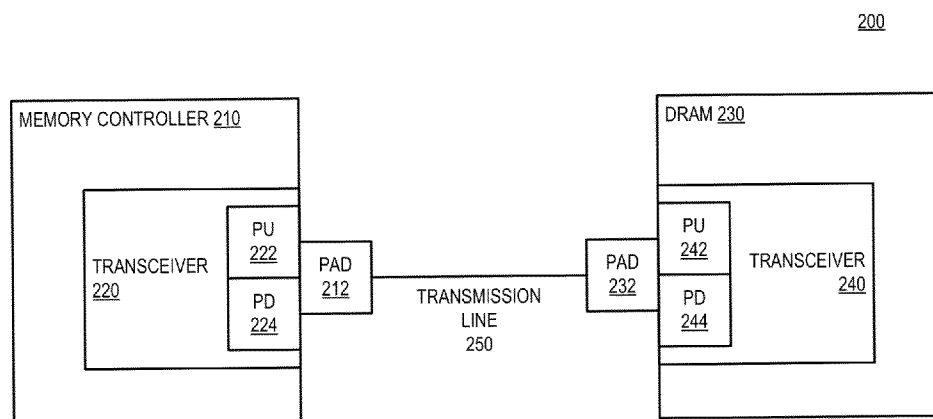 200
MEMORY CONTROLLER 210
DRAM 230
TRANSCEIVER
220
PU
222
PD
224
PAD
212
TRANSMISSION
LINE
250
PAD
232
PU
242
PD
244
TRANSCEIVER
240